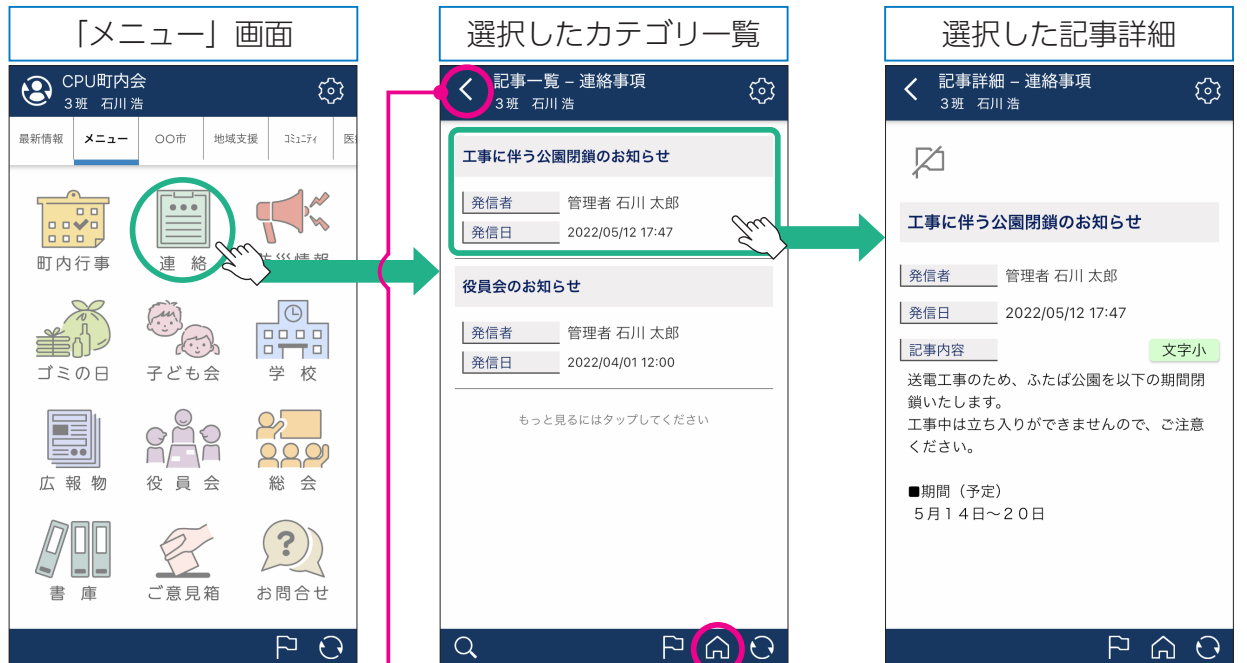 「メニュー」画面
CPU町内会
3班 石川 浩
最新情報 メニュー 〇〇市 地域支援 コミュニティ
町内行事 連 絡
ゴミの日 子ども会 学 校
広 報 物 役 員 会 総 会
書 庫 ご意見箱 お問合せ
選択したカテゴリ一覧
記事一覧 – 連絡事項
3班 石川 浩
工事に伴う公園閉鎖のお知らせ
発信者 管理者 石川 太郎
発信日 2022/05/12 17:47
役員会のお知らせ
発信者 管理者 石川 太郎
発信日 2022/04/01 12:00
もっと見るにはタップしてください
選択した記事詳細
記事詳細 – 連絡事項
3班 石川 浩
工事に伴う公園閉鎖のお知らせ
発信者 管理者 石川 太郎
発信日 2022/05/12 17:47
記事内容 文字小
送電工事のため、ふたば公園を以下の期間閉
鎖いたします。
工事中は立ち入りができませんので、ご注意
ください。
■期間（予定）
５月１４日～２０日